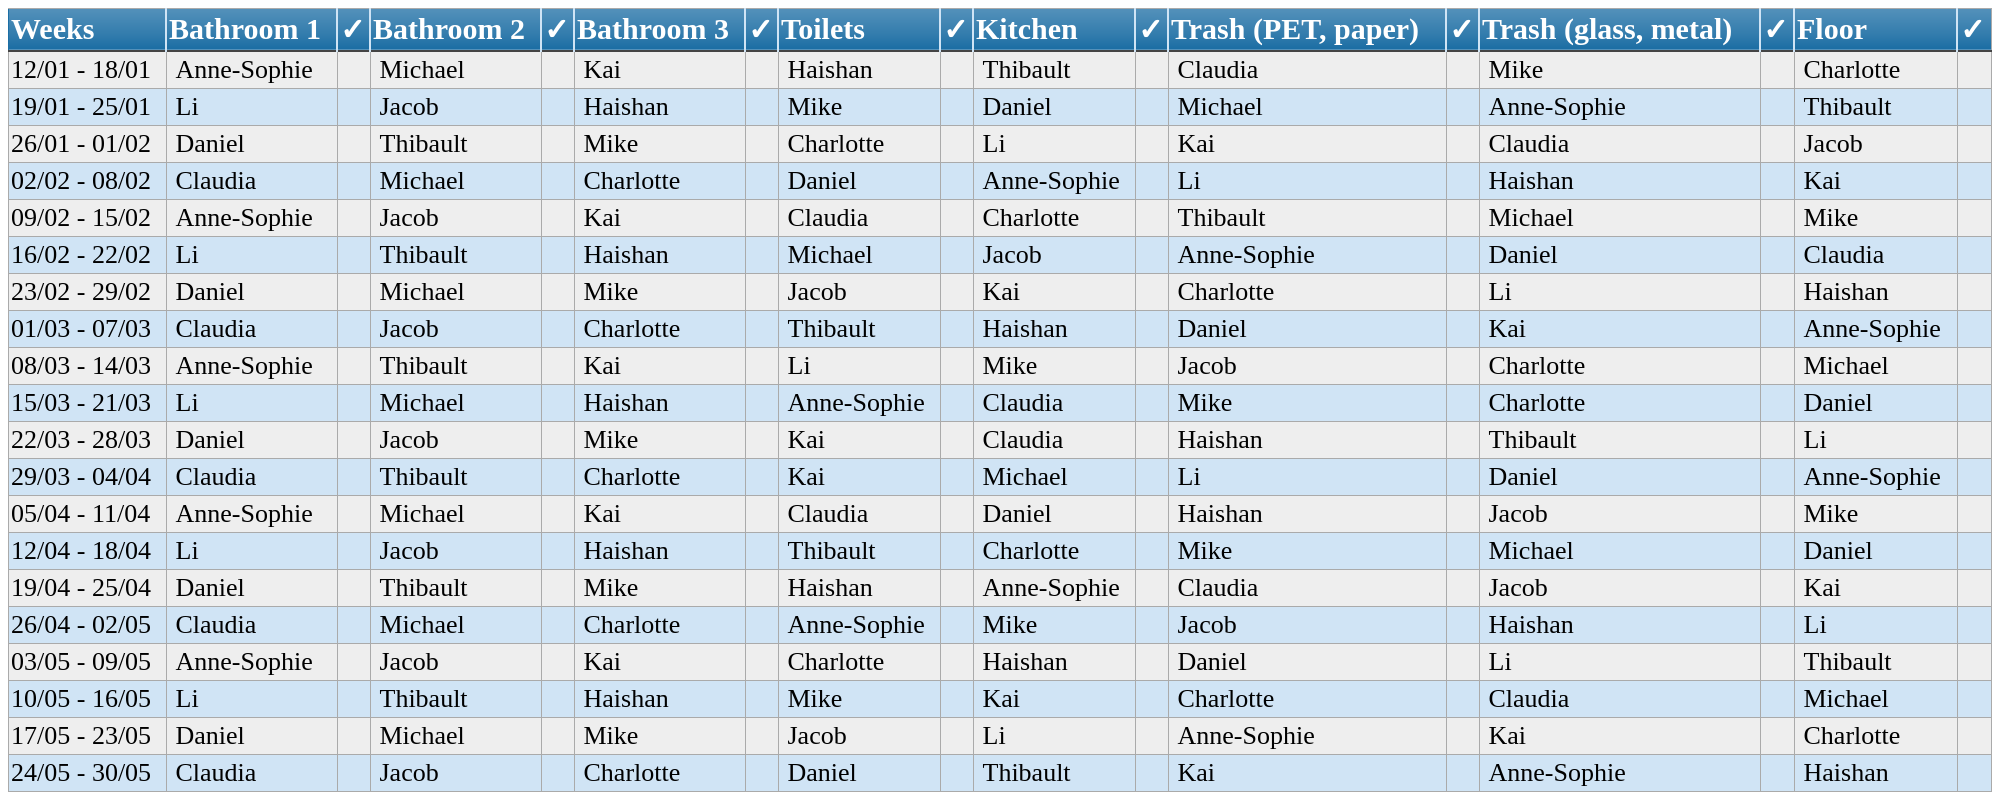 Weeks Bathroom 1 ✓ Bathroom 2 ✓ Bathroom 3 ✓ Toilets ✓ Kitchen ✓ Trash (PET, paper) ✓ Trash (glass, metal) ✓ Floor ✓
12/01 - 18/01 Anne-Sophie Michael Kai Haishan Thibault Claudia Mike Charlotte
19/01 - 25/01 Li Jacob Haishan Mike Daniel Michael Anne-Sophie Thibault
26/01 - 01/02 Daniel Thibault Mike Charlotte Li Kai Claudia Jacob
02/02 - 08/02 Claudia Michael Charlotte Daniel Anne-Sophie Li Haishan Kai
09/02 - 15/02 Anne-Sophie Jacob Kai Claudia Charlotte Thibault Michael Mike
16/02 - 22/02 Li Thibault Haishan Michael Jacob Anne-Sophie Daniel Claudia
23/02 - 29/02 Daniel Michael Mike Jacob Kai Charlotte Li Haishan
01/03 - 07/03 Claudia Jacob Charlotte Thibault Haishan Daniel Kai Anne-Sophie
08/03 - 14/03 Anne-Sophie Thibault Kai Li Mike Jacob Charlotte Michael
15/03 - 21/03 Li Michael Haishan Anne-Sophie Claudia Mike Charlotte Daniel
22/03 - 28/03 Daniel Jacob Mike Kai Claudia Haishan Thibault Li
29/03 - 04/04 Claudia Thibault Charlotte Kai Michael Li Daniel Anne-Sophie
05/04 - 11/04 Anne-Sophie Michael Kai Claudia Daniel Haishan Jacob Mike
12/04 - 18/04 Li Jacob Haishan Thibault Charlotte Mike Michael Daniel
19/04 - 25/04 Daniel Thibault Mike Haishan Anne-Sophie Claudia Jacob Kai
26/04 - 02/05 Claudia Michael Charlotte Anne-Sophie Mike Jacob Haishan Li
03/05 - 09/05 Anne-Sophie Jacob Kai Charlotte Haishan Daniel Li Thibault
10/05 - 16/05 Li Thibault Haishan Mike Kai Charlotte Claudia Michael
17/05 - 23/05 Daniel Michael Mike Jacob Li Anne-Sophie Kai Charlotte
24/05 - 30/05 Claudia Jacob Charlotte Daniel Thibault Kai Anne-Sophie Haishan